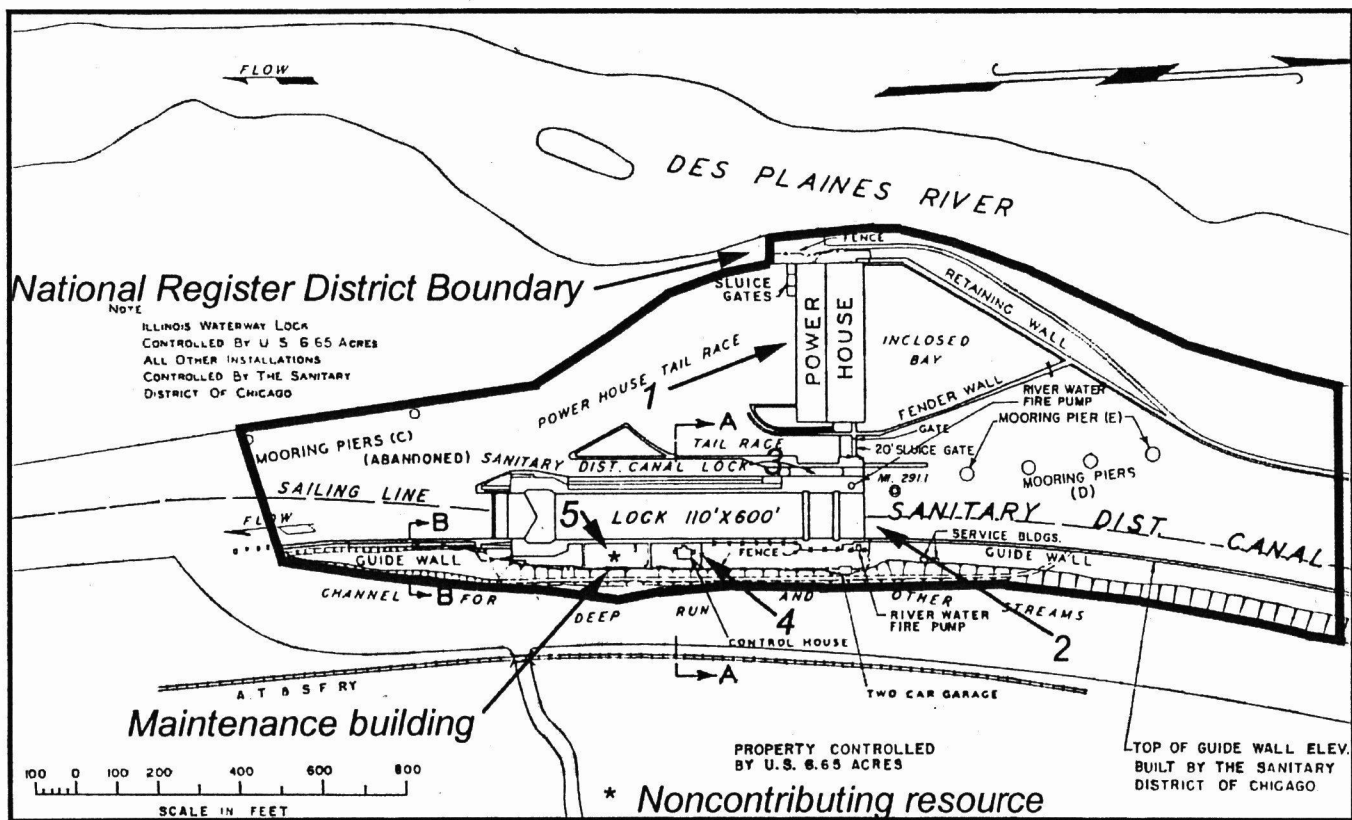 FLOW
DES PLAINES RIVER
National Register District Boundary
NOTE
ILLINOIS WATERWAY LOCK
CONTROLLED BY U S 6 65 ACRES
ALL OTHER INSTALLATIONS
CONTROLLED BY THE SANITARY
DISTRICT OF CHICAGO
FENCE
SLUICE
GATES
POWER
HOUSE
RETAINING WALL
INCLOSED
BAY
POWER HOUSE TAIL RACE
1
FENDER WALL
RIVER WATER
FIRE PUMP
GATE
MOORING PIER (E)
A
TAIL RACE
20' SLUICE GATE
MOORING PIERS (C)
(ABANDONED) SANITARY DIST. CANAL LOCK
MI. 291.1
MOORING PIERS
(D)
SAILING LINE
FLOW
B
5
LOCK 110'X600'
SANITARY DIST. CANAL
SERVICE BLDGS.
GUIDE WALL
*
FENCE
GUIDE WALL
B
CHANNEL FOR DEEP RUN AND OTHER STREAMS
4
RIVER WATER
FIRE PUMP
CONTROL HOUSE
2
A
A. T & S F RY
TWO CAR GARAGE
Maintenance building
PROPERTY CONTROLLED
BY U.S. 6.65 ACRES
TOP OF GUIDE WALL ELEV.
BUILT BY THE SANITARY
DISTRICT OF CHICAGO
100 0 200 400 600 800
SCALE IN FEET
* Noncontributing resource